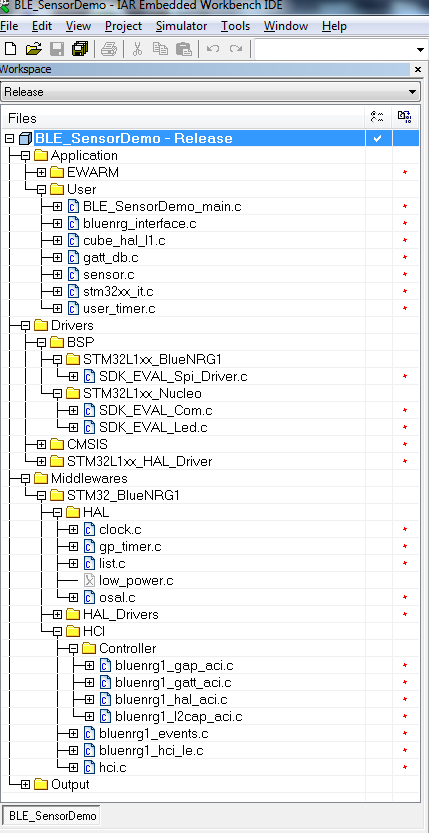 BLE_SensorDemo - IAR Embedded Workbench IDE
File Edit View Project Simulator Tools Window Help
Workspace
Release
Files
BLE_SensorDemo - Release
Application
EWARM
User
BLE_SensorDemo_main.c
bluenrg_interface.c
cube_hal_l1.c
gatt_db.c
sensor.c
stm32xx_it.c
user_timer.c
Drivers
BSP
STM32L1xx_BlueNRG1
SDK_EVAL_Spi_Driver.c
STM32L1xx_Nucleo
SDK_EVAL_Com.c
SDK_EVAL_Led.c
CMSIS
STM32L1xx_HAL_Driver
Middlewares
STM32_BlueNRG1
HAL
clock.c
gp_timer.c
list.c
low_power.c
osal.c
HAL_Drivers
HCI
Controller
bluenrg1_gap_aci.c
bluenrg1_gatt_aci.c
bluenrg1_hal_aci.c
bluenrg1_l2cap_aci.c
bluenrg1_events.c
bluenrg1_hci_le.c
hci.c
Output
BLE_SensorDemo